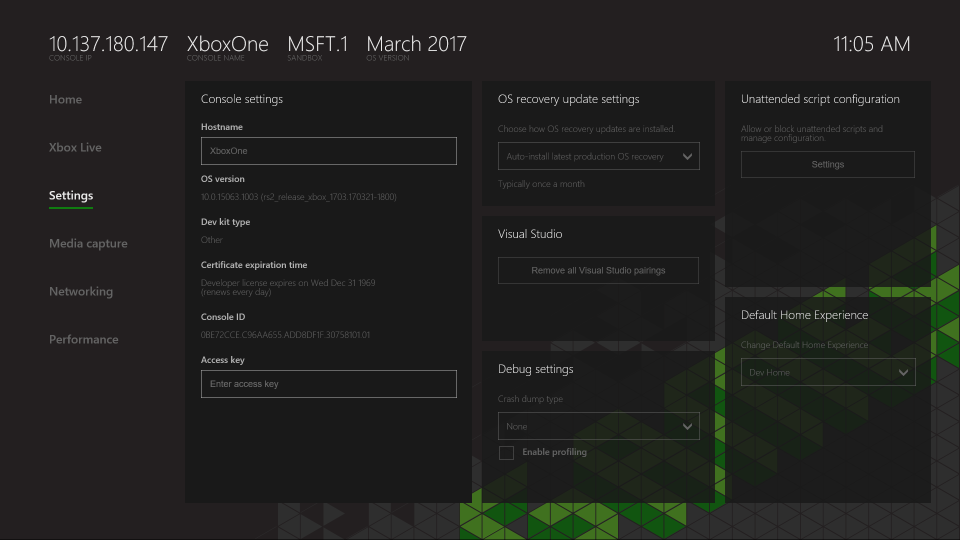 10.137.180.147 XboxOne MSFT.1 March 2017 11:05 AM
CONSOLE IP CONSOLE NAME SANDBOX OS VERSION
Home
Xbox Live
Settings
Media capture
Networking
Performance
Console settings
Hostname
XboxOne
OS version
10.0.15063.1003 (rs2_release_xbox_1703.170321-1800)
Dev kit type
Other
Certificate expiration time
Developer license expires on Wed Dec 31 1969
(renews every day)
Console ID
0BE72CCE.C96AA655.ADD8DF1F.30758101.01
Access key
Enter access key
OS recovery update settings
Choose how OS recovery updates are installed.
Auto-install latest production OS recovery
Typically once a month
Visual Studio
Remove all Visual Studio pairings
Debug settings
Crash dump type
None
Enable profiling
Unattended script configuration
Allow or block unattended scripts and
manage configuration.
Settings
Default Home Experience
Change Default Home Experience
Dev Home